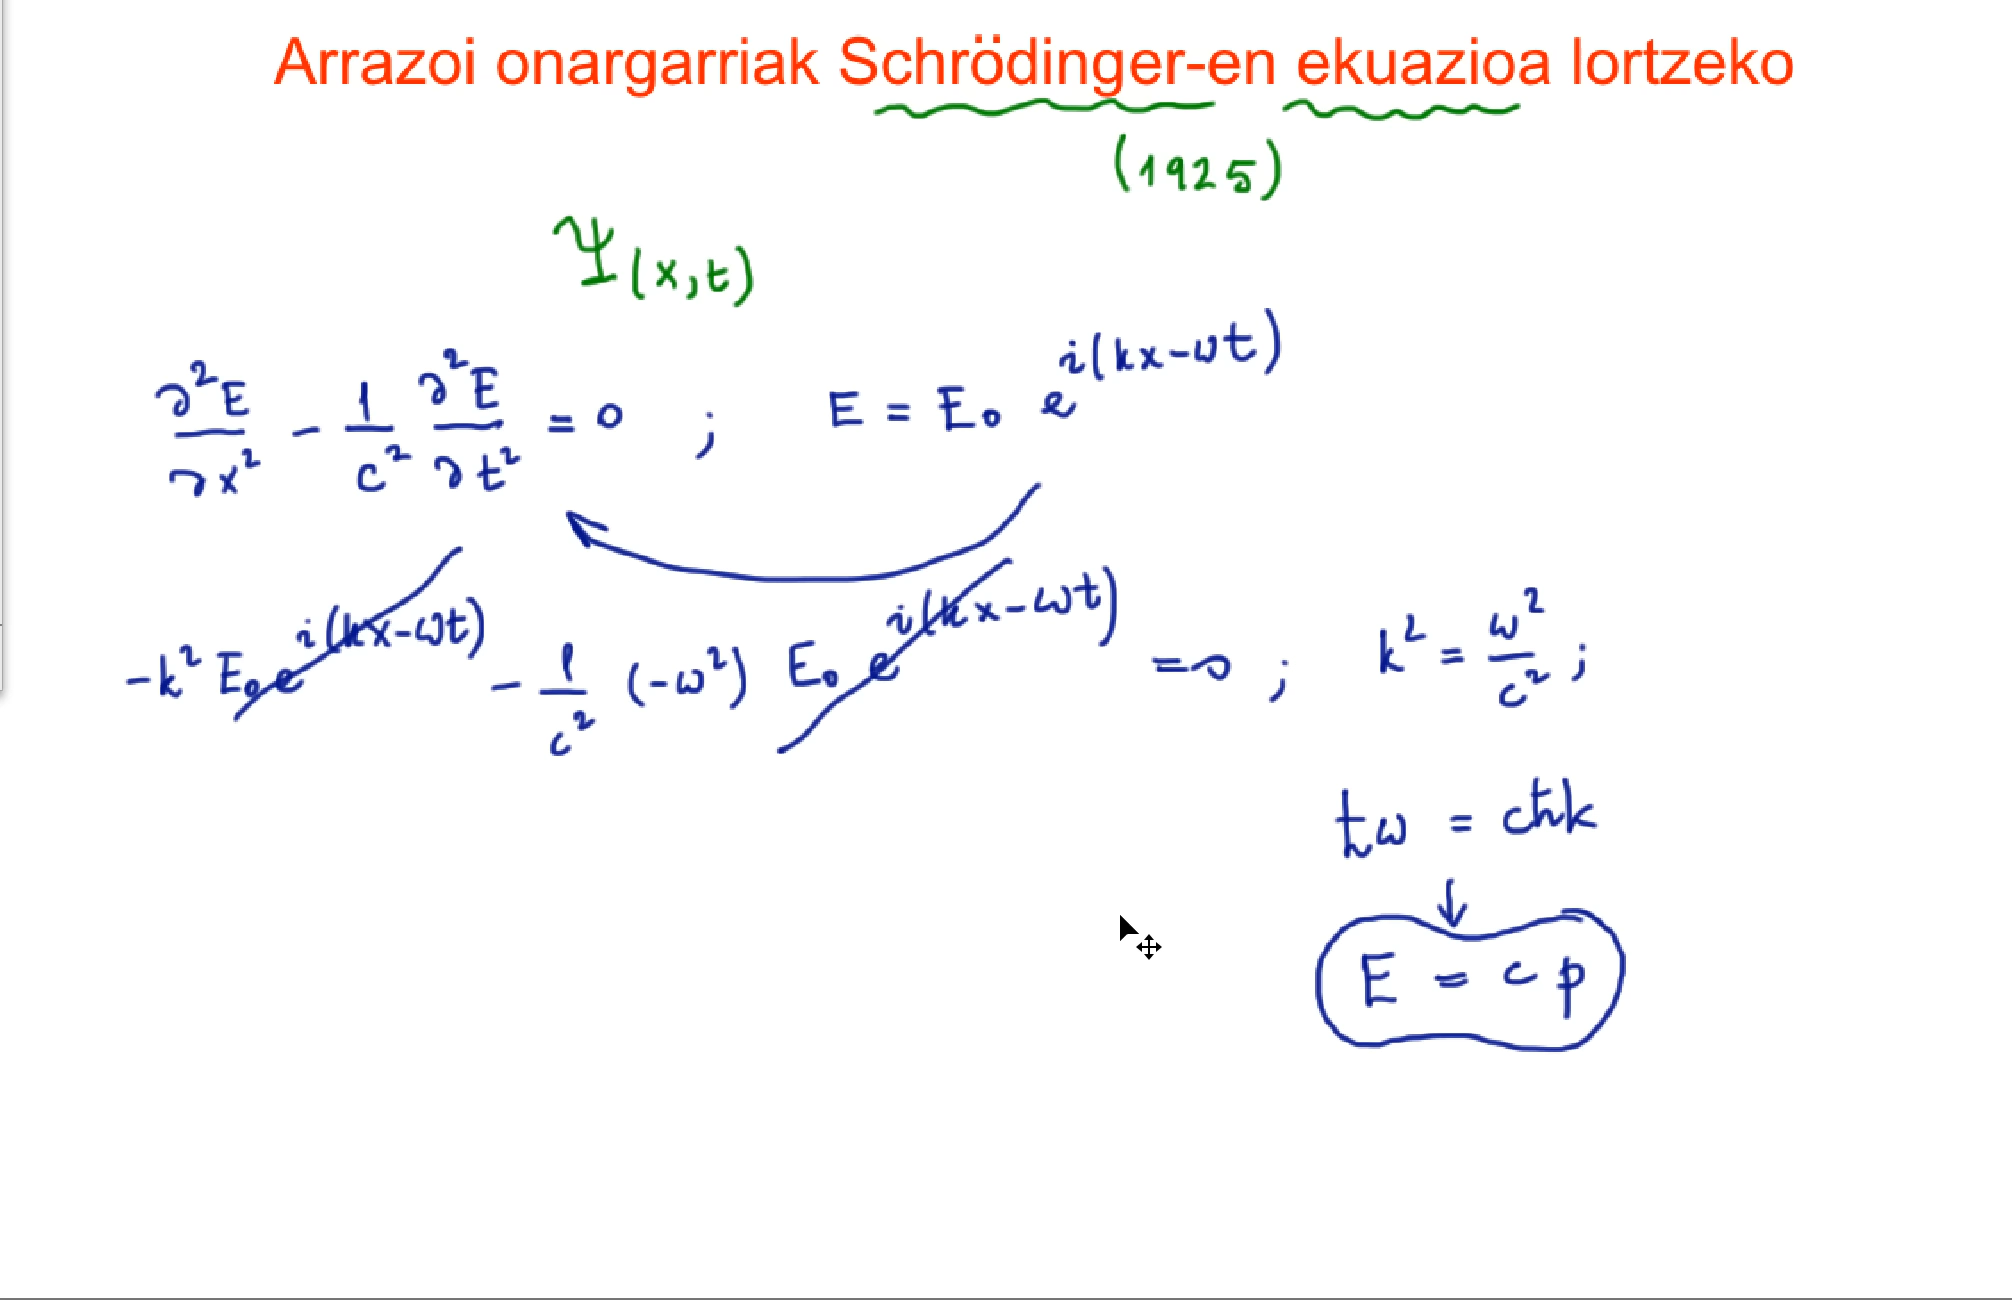 Arrazoi onargarriak Schrödinger-en ekuazioa lortzeko
(1925)
Ψ(x,t)
∂²E/∂x² - 1/c² ∂²E/∂t² = 0 ; E = E₀ e^{i(kx-ωt)}
-k² E₀ e^{i(kx-ωt)} - 1/c² (-ω²) E₀ e^{i(kx-ωt)} = 0 ; k² = ω²/c² ;
ħω = cħk
↓
E = cp